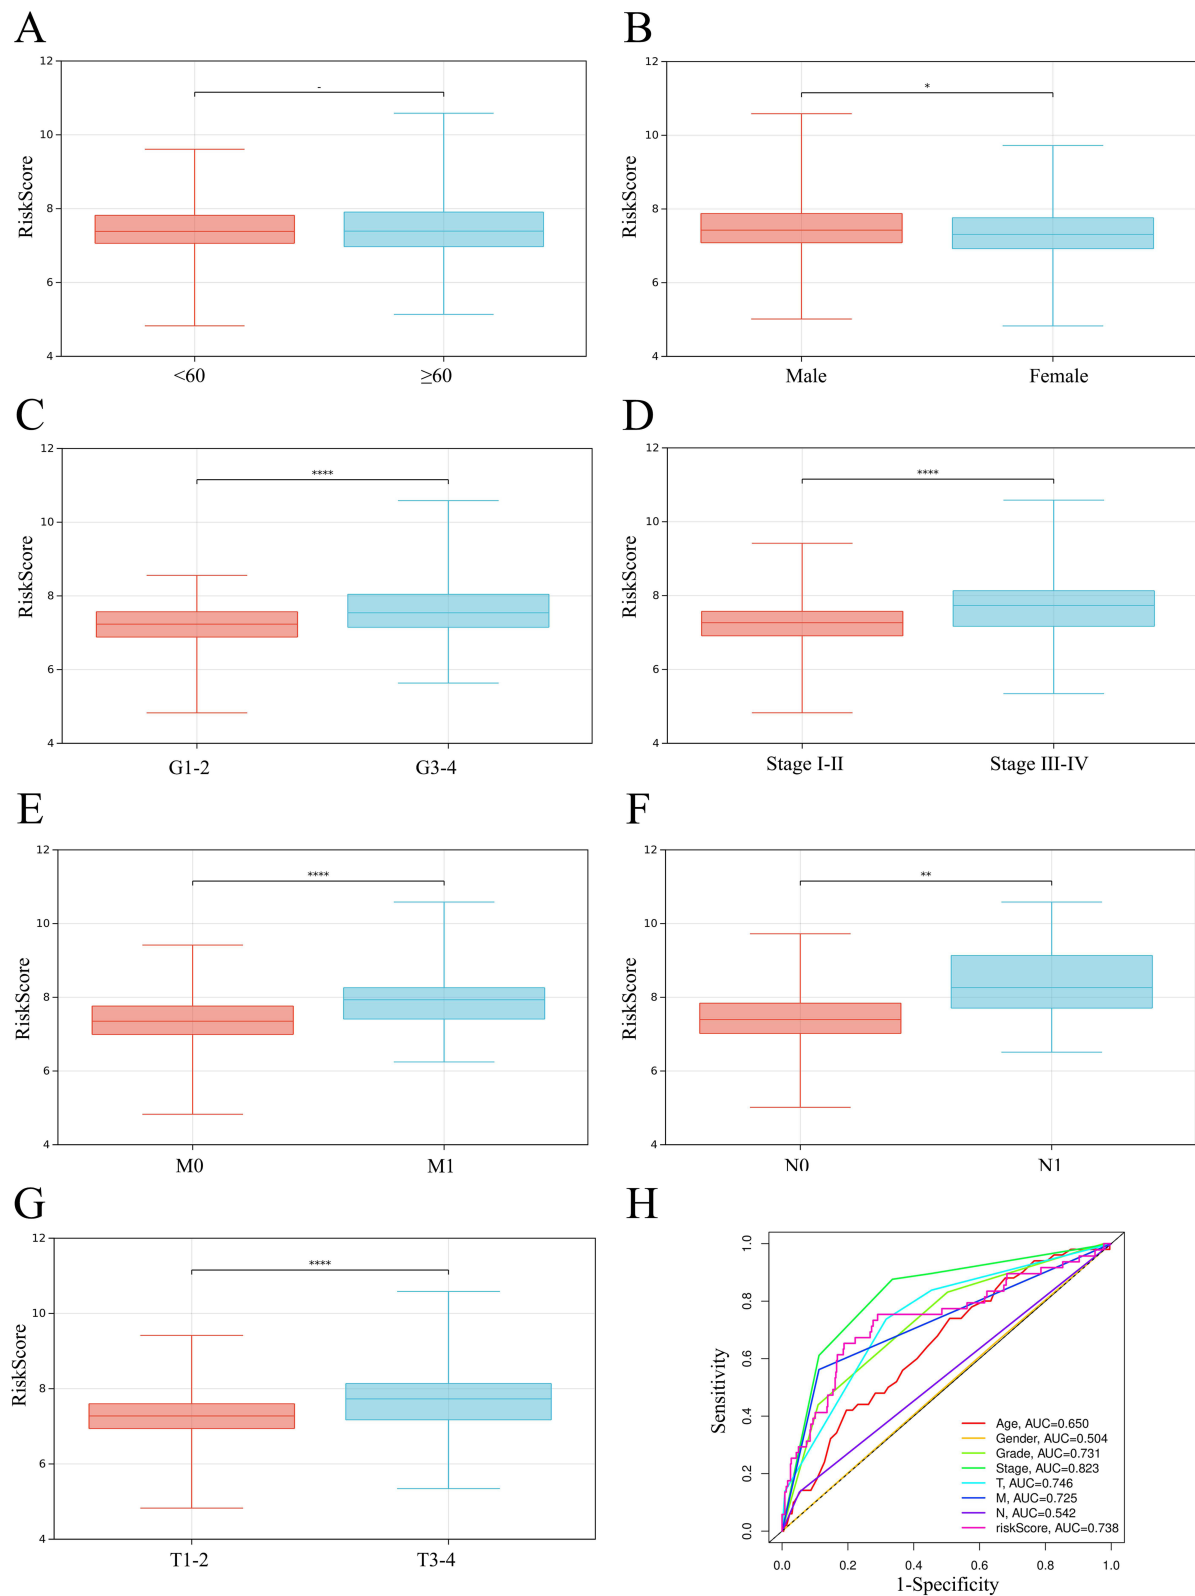 A
B
12
10
8
6
4
RiskScore
-
<60
≥60
12
10
8
6
4
RiskScore
*
Male
Female
C
D
12
10
8
6
4
RiskScore
****
G1-2
G3-4
12
10
8
6
4
RiskScore
****
Stage I-II
Stage III-IV
E
F
12
10
8
6
4
RiskScore
****
M0
M1
12
10
8
6
4
RiskScore
**
N0
N1
G
H
12
10
8
6
4
RiskScore
****
T1-2
T3-4
1.0
0.8
0.6
0.4
0.2
0.0
Sensitivity
Age, AUC=0.650
Gender, AUC=0.504
Grade, AUC=0.731
Stage, AUC=0.823
T, AUC=0.746
M, AUC=0.725
N, AUC=0.542
riskScore, AUC=0.738
0.0 0.2 0.4 0.6 0.8 1.0
1-Specificity